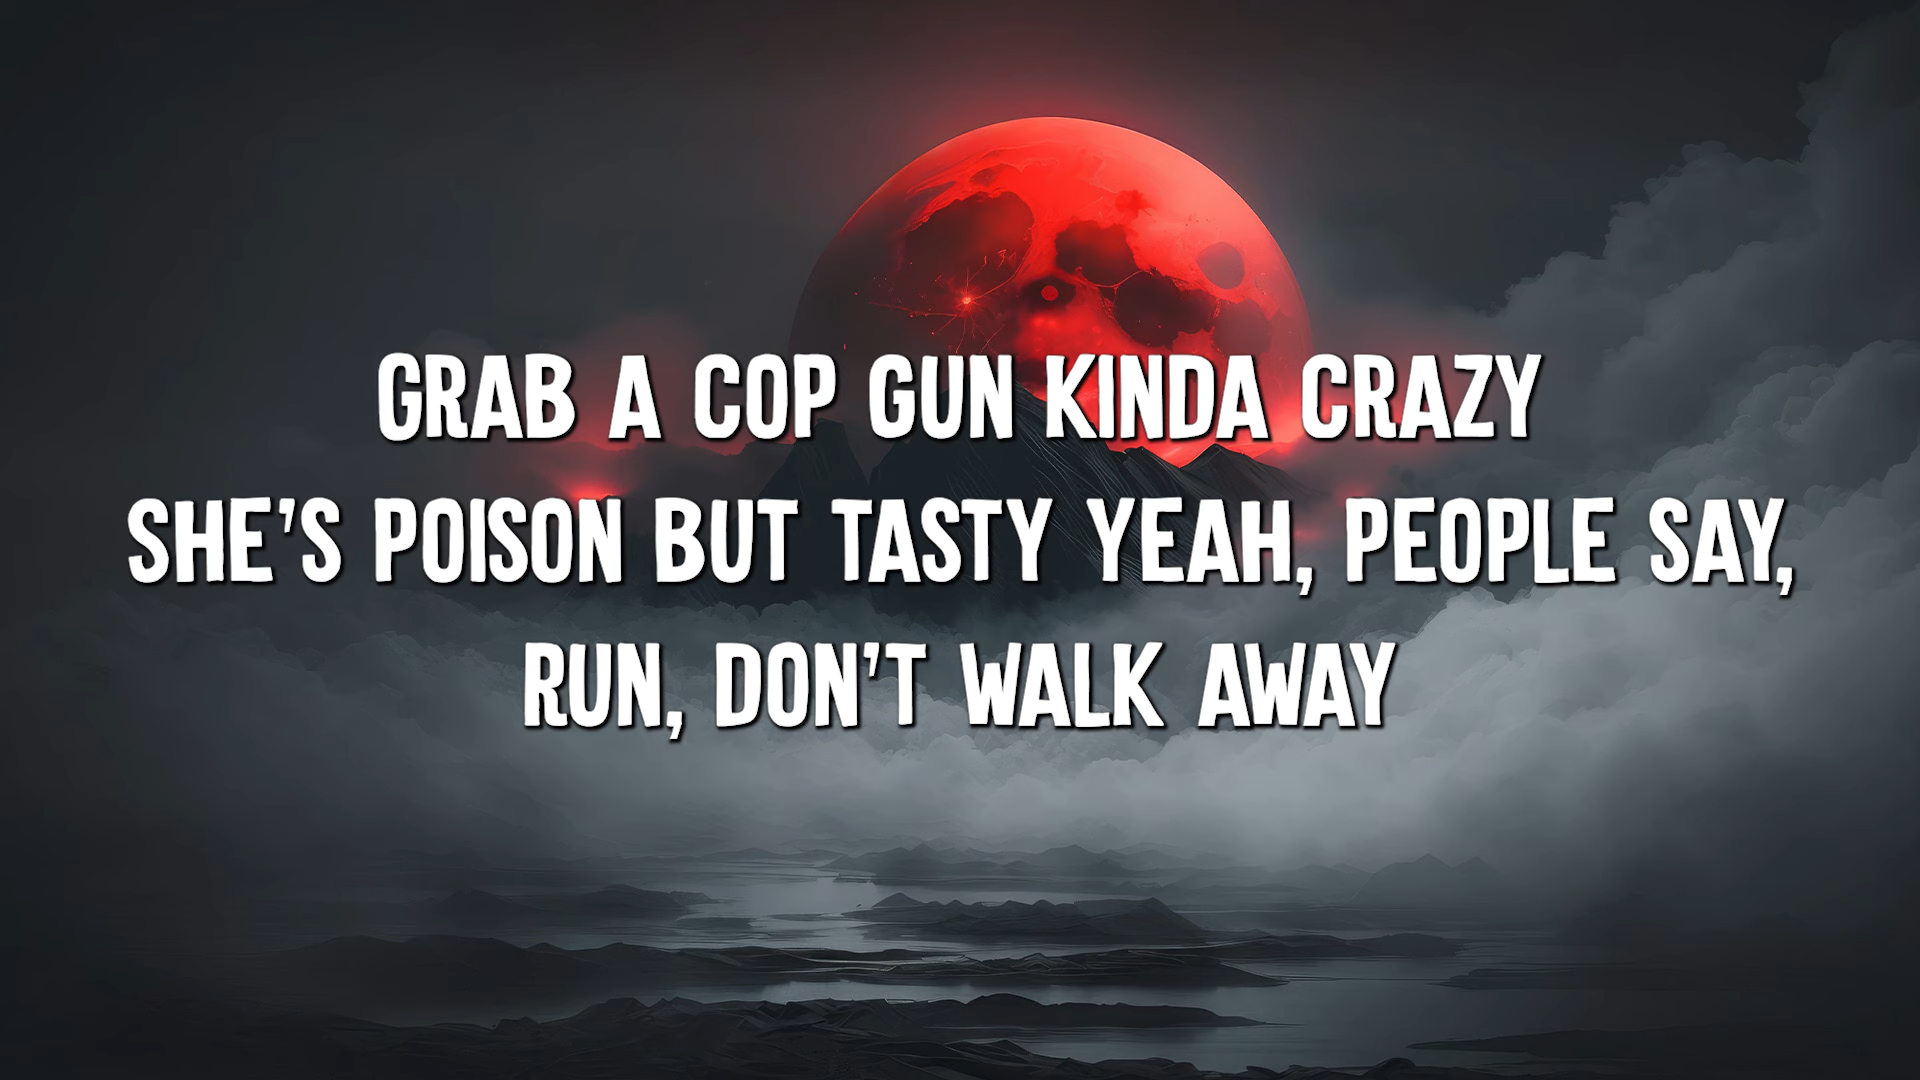 GRAB A COP GUN KINDA CRAZY
SHE'S POISON BUT TASTY YEAH, PEOPLE SAY,
RUN, DON'T WALK AWAY